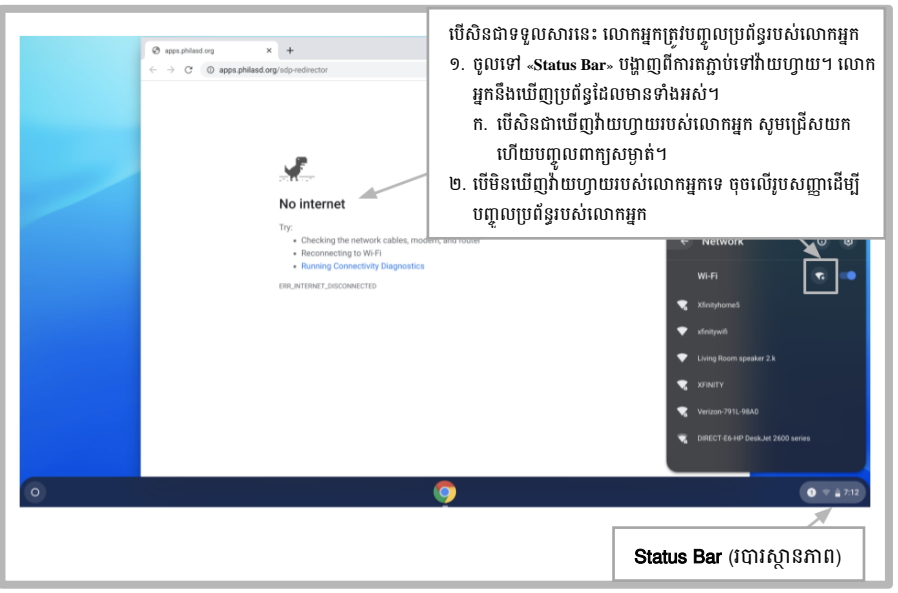 បើសិនជាទទួលសារនេះ លោកអ្នកត្រូវបញ្ចូលប្រព័ន្ធរបស់លោកអ្នក
១. ចូលទៅ «Status Bar» បង្ហាញពីការតភ្ជាប់ទៅវ៉ាយហ្វាយ។ លោក
អ្នកនឹងឃើញប្រព័ន្ធដែលមានទាំងអស់។
ក. បើសិនជាឃើញវ៉ាយហ្វាយរបស់លោកអ្នក សូមជ្រើសយក
ហើយបញ្ចូលពាក្យសម្ងាត់។
២. បើមិនឃើញវ៉ាយហ្វាយរបស់លោកអ្នកទេ ចុចលើរូបសញ្ញាដើម្បី
បញ្ចូលប្រព័ន្ធរបស់លោកអ្នក
apps.philasd.org
apps.philasd.org/sdp-redirector
No internet
Try:
• Checking the network cables, modem, and router
• Reconnecting to Wi-Fi
• Running Connectivity Diagnostics
ERR_INTERNET_DISCONNECTED
Network
Wi-Fi
Xfinityhome5
xfinitywifi
Living Room speaker 2.k
XFINITY
Verizon-791L-98A0
DIRECT-E6-HP DeskJet 2600 series
7:12
Status Bar (របារស្ថានភាព)